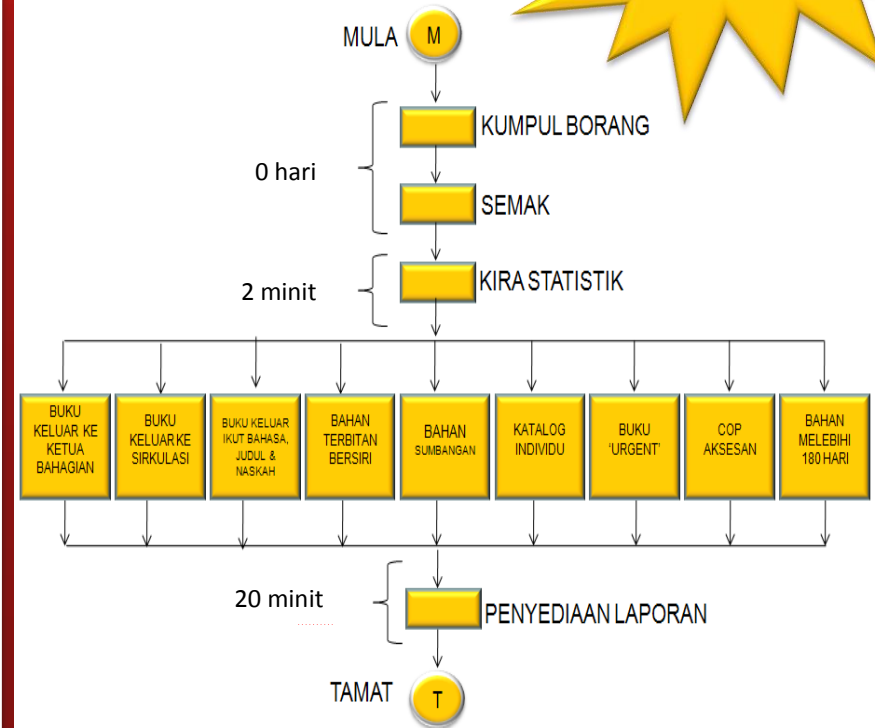 MULA
M
KUMPUL BORANG
0 hari
SEMAK
2 minit
KIRA STATISTIK
BUKU
KELUAR KE
KETUA
BAHAGIAN
BUKU
KELUAR KE
SIRKULASI
BUKU KELUAR
IKUT BAHASA,
JUDUL &
NASKAH
BAHAN
TERBITAN
BERSIRI
BAHAN
SUMBANGAN
KATALOG
INDIVIDU
BUKU
‘URGENT’
COP
AKSESAN
BAHAN
MELEBIHI
180 HARI
20 minit
PENYEDIAAN LAPORAN
TAMAT
T